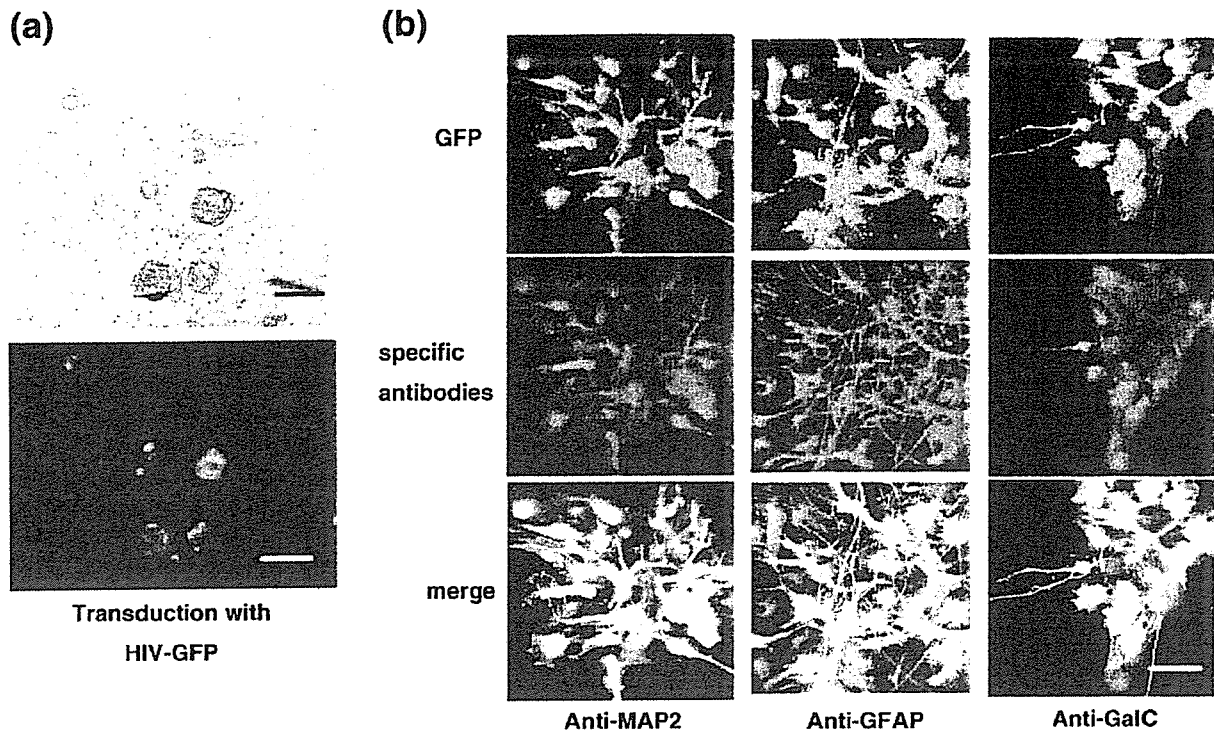 (a)
Transduction with
HIV-GFP
(b)
GFP
specific
antibodies
merge
Anti-MAP2
Anti-GFAP
Anti-GalC